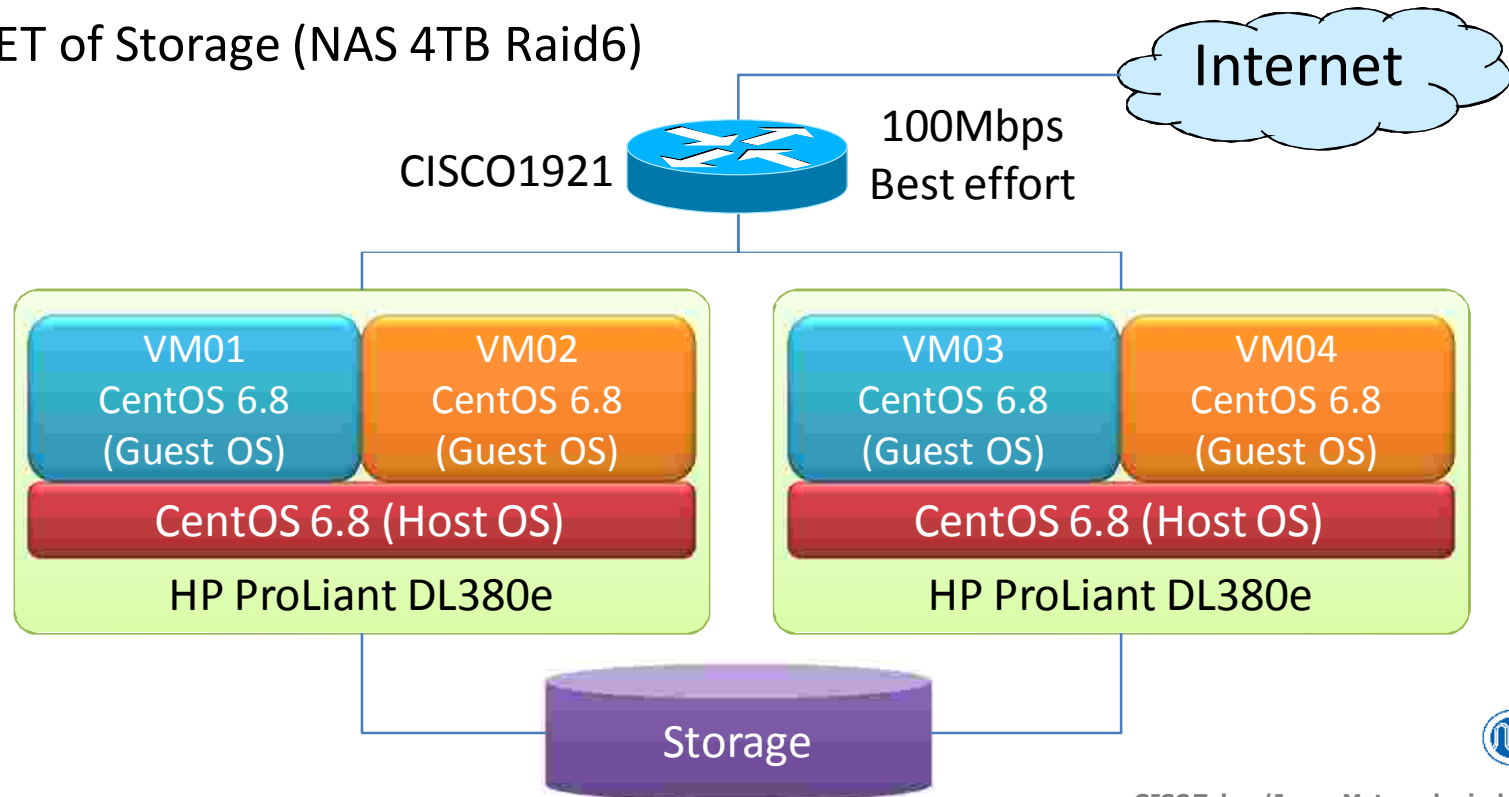 ET of Storage (NAS 4TB Raid6)
Internet
100Mbps
Best effort
CISCO1921
VM01
CentOS 6.8
(Guest OS)
VM02
CentOS 6.8
(Guest OS)
VM03
CentOS 6.8
(Guest OS)
VM04
CentOS 6.8
(Guest OS)
CentOS 6.8 (Host OS)
CentOS 6.8 (Host OS)
HP ProLiant DL380e
HP ProLiant DL380e
Storage